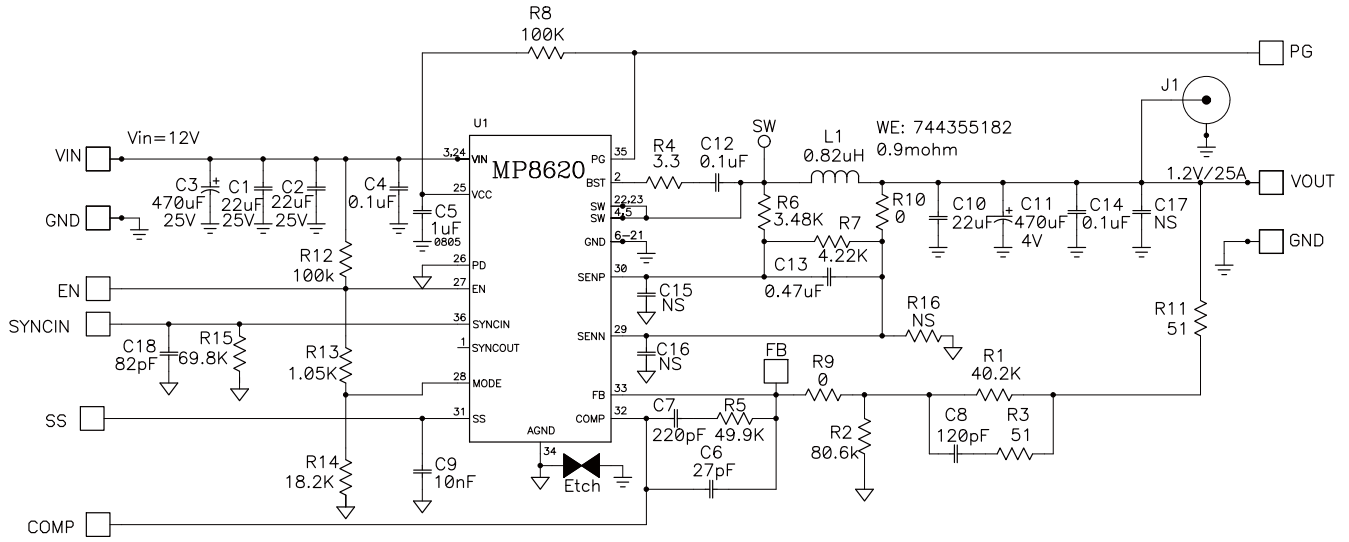 R8
100K
PG
J1
U1
Vin=12V
VIN
3,24
VIN
MP8620
PG
35
R4
3.3
C12
0.1uF
SW
L1
0.82uH
WE: 744355182
0.9mohm
BST
2
1.2V/25A
VOUT
C3
470uF
25V
+
C1
22uF
25V
C2
22uF
25V
C4
0.1uF
25
VCC
C5
1uF
0805
SW
22,23
SW
4,5
R6
3.48K
R10
0
C10
22uF
+
C11
470uF
4V
C14
0.1uF
C17
NS
GND
GND
6-21
R7
4.22K
GND
R12
100k
26
PD
27
EN
EN
SENP
30
C13
0.47uF
C15
NS
SYNCIN
36
SYNCIN
C18
82pF
R15
69.8K
1
SYNCOUT
SENN
29
R16
NS
R11
51
C16
NS
R13
1.05K
28
MODE
FB
R9
0
R1
40.2K
FB
33
SS
31
SS
COMP
32
C7
220pF
R5
49.9K
R2
80.6k
C8
120pF
R3
51
AGND
34
Etch
C6
27pF
R14
18.2K
C9
10nF
COMP